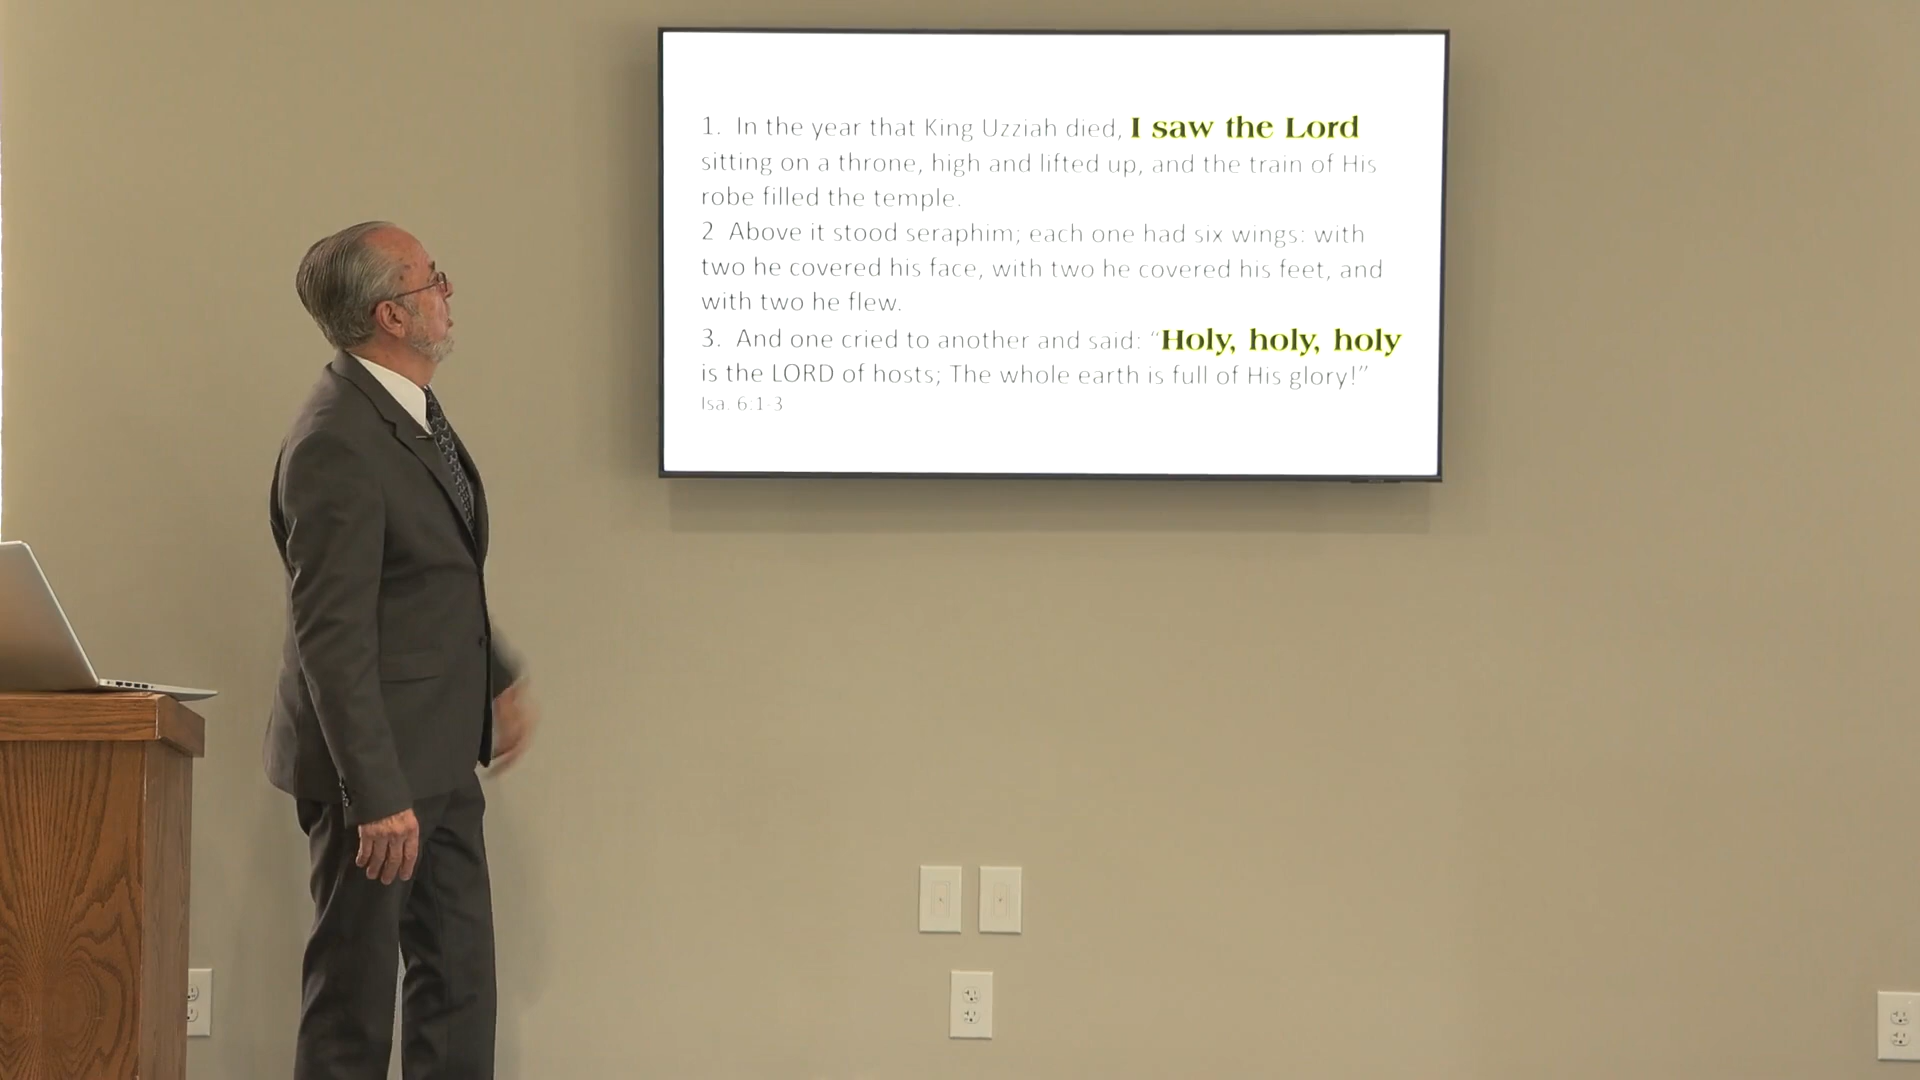 1. In the year that King Uzziah died, I saw the Lord
sitting on a throne, high and lifted up, and the train of His
robe filled the temple.
2 Above it stood seraphim; each one had six wings: with
two he covered his face, with two he covered his feet, and
with two he flew.
3. And one cried to another and said: “Holy, holy, holy
is the LORD of hosts; The whole earth is full of His glory!”
Isa. 6:1-3